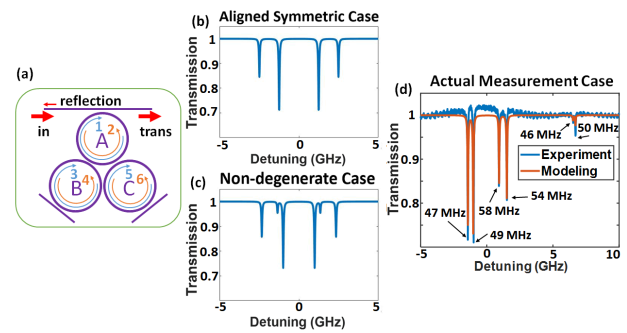 (a)
reflection
in
trans
1
2
A
3
4
B
5
6
C
(b)
Aligned Symmetric Case
Transmission
1
0.9
0.8
0.7
-5
0
5
Detuning (GHz)
(c)
Non-degenerate Case
Transmission
1
0.9
0.8
0.7
0.6
-5
0
5
Detuning (GHz)
(d)
Actual Measurement Case
Transmission
1
0.9
0.8
0.7
46 MHz
50 MHz
Experiment
Modeling
58 MHz
54 MHz
47 MHz
49 MHz
-5
0
5
10
Detuning (GHz)